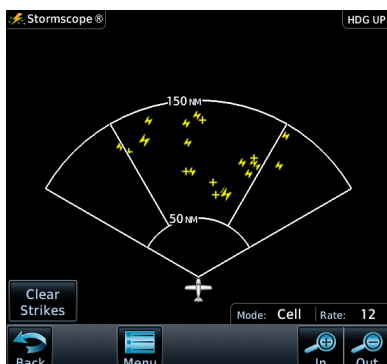 Stormscope® HDG UP
150 NM
50 NM
Clear
Strikes
Mode: Cell Rate: 12
Back Menu In Out